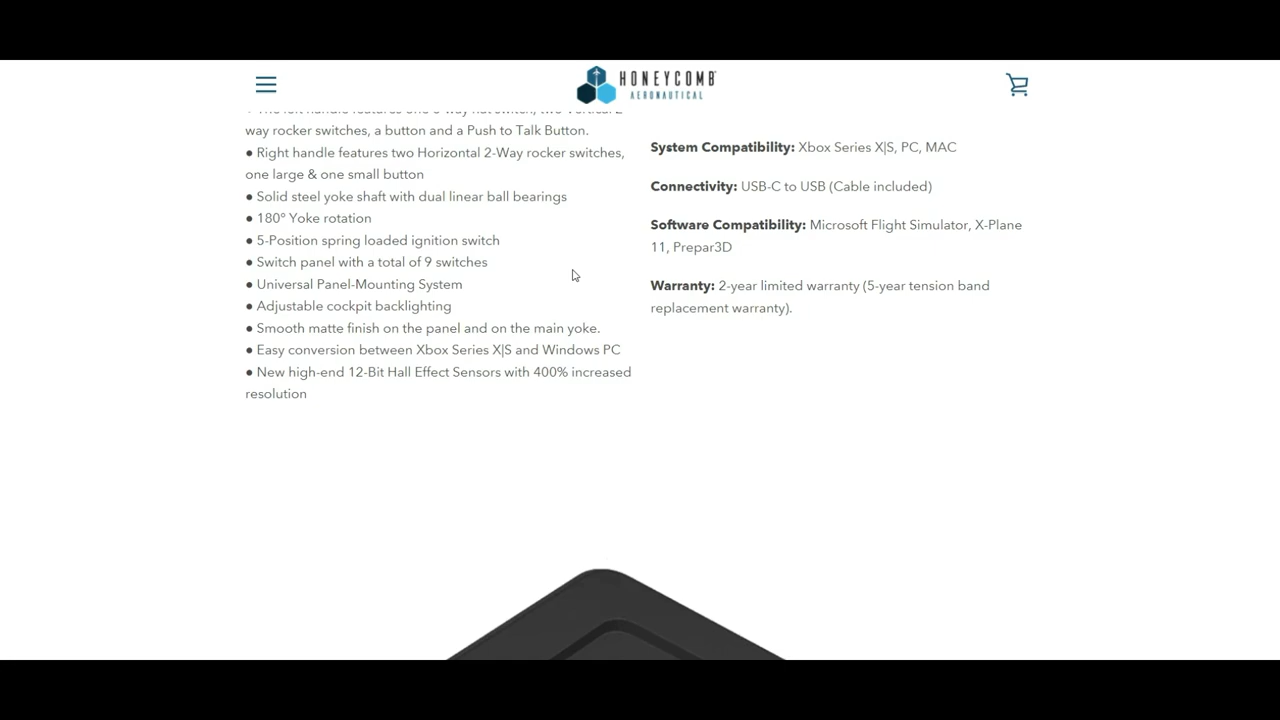 HONEYCOMB
AERONAUTICAL
way rocker switches, a button and a Push to Talk Button.
● Right handle features two Horizontal 2-Way rocker switches,
one large & one small button
● Solid steel yoke shaft with dual linear ball bearings
● 180° Yoke rotation
● 5-Position spring loaded ignition switch
● Switch panel with a total of 9 switches
● Universal Panel-Mounting System
● Adjustable cockpit backlighting
● Smooth matte finish on the panel and on the main yoke.
● Easy conversion between Xbox Series X|S and Windows PC
● New high-end 12-Bit Hall Effect Sensors with 400% increased
resolution
System Compatibility: Xbox Series X|S, PC, MAC
Connectivity: USB-C to USB (Cable included)
Software Compatibility: Microsoft Flight Simulator, X-Plane
11, Prepar3D
Warranty: 2-year limited warranty (5-year tension band
replacement warranty).